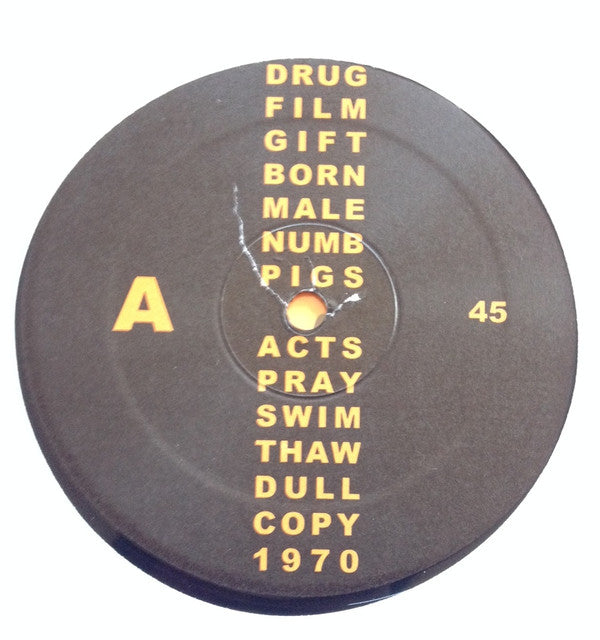 DRUG
FILM
GIFT
BORN
MALE
NUMB
PIGS
A
45
ACTS
PRAY
SWIM
THAW
DULL
COPY
1970